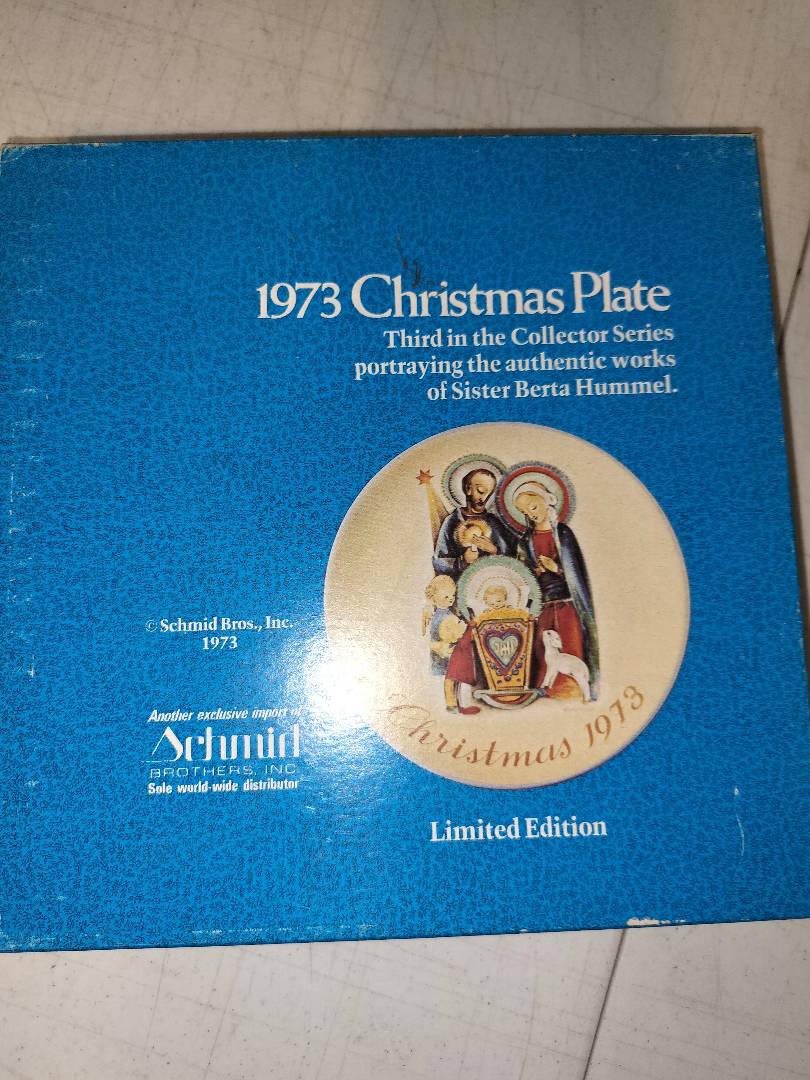 1973 Christmas Plate
Third in the Collector Series
portraying the authentic works
of Sister Berta Hummel.
© Schmid Bros., Inc.
1973
Another exclusive import of
Schmid
BROTHERS, INC
Sole world-wide distributor
Christmas 1973
Limited Edition